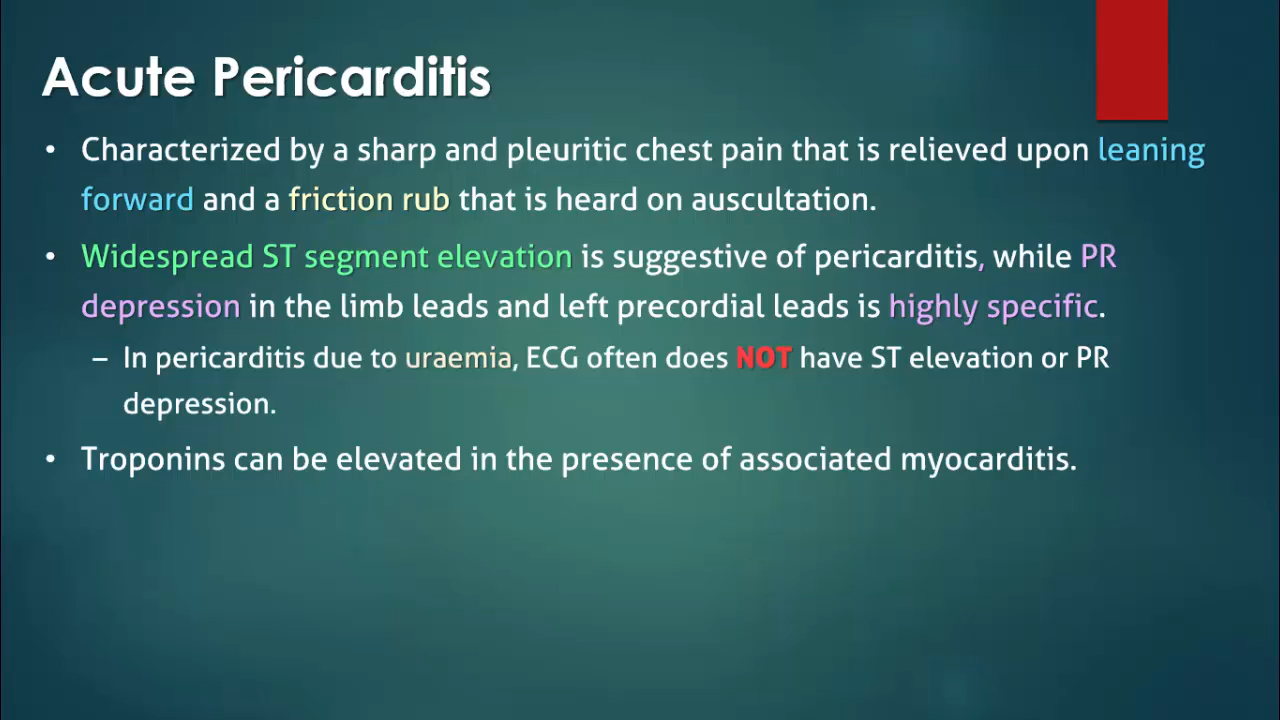 Acute Pericarditis
• Characterized by a sharp and pleuritic chest pain that is relieved upon leaning
forward and a friction rub that is heard on auscultation.
• Widespread ST segment elevation is suggestive of pericarditis, while PR
depression in the limb leads and left precordial leads is highly specific.
– In pericarditis due to uraemia, ECG often does NOT have ST elevation or PR
depression.
• Troponins can be elevated in the presence of associated myocarditis.